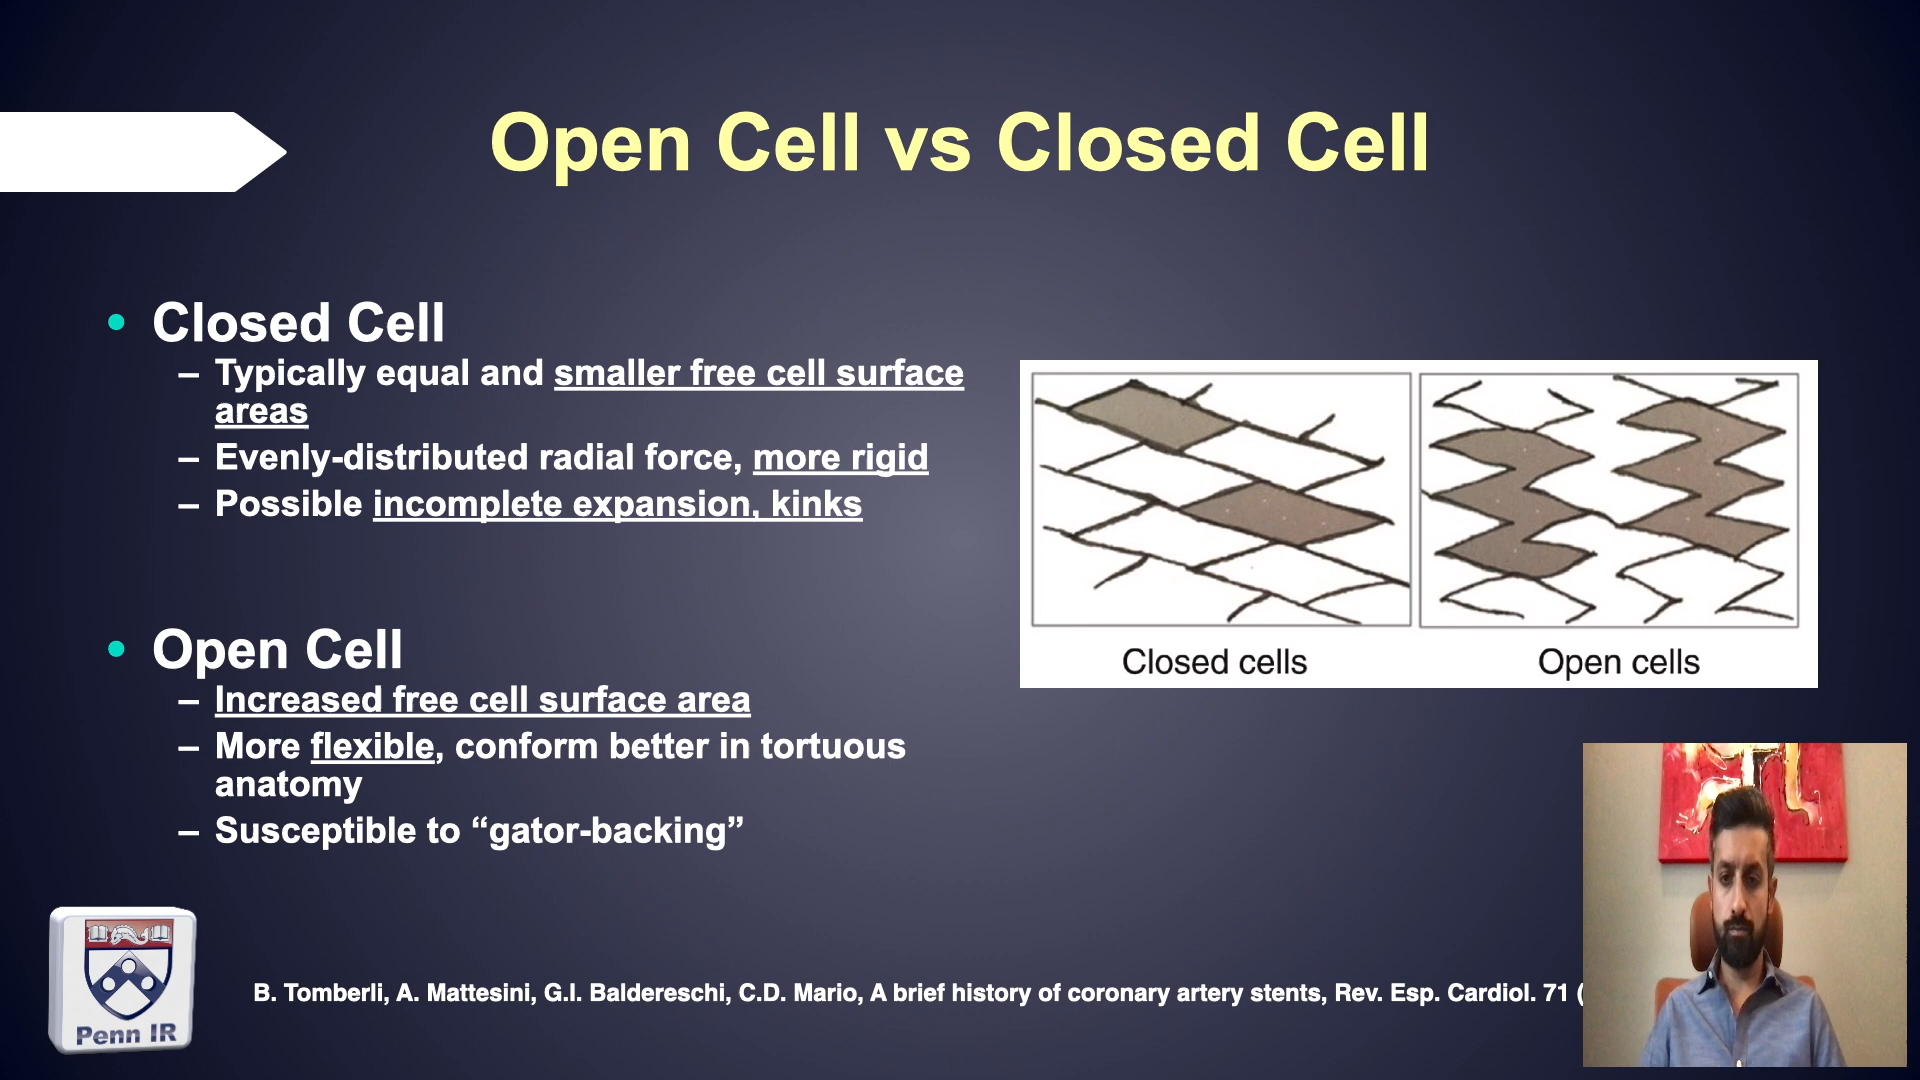 Open Cell vs Closed Cell
• Closed Cell
– Typically equal and smaller free cell surface
areas
– Evenly-distributed radial force, more rigid
– Possible incomplete expansion, kinks
• Open Cell
– Increased free cell surface area
– More flexible, conform better in tortuous
anatomy
– Susceptible to “gator-backing”
Closed cells
Open cells
Penn IR
B. Tomberli, A. Mattesini, G.I. Baldereschi, C.D. Mario, A brief history of coronary artery stents, Rev. Esp. Cardiol. 71 (